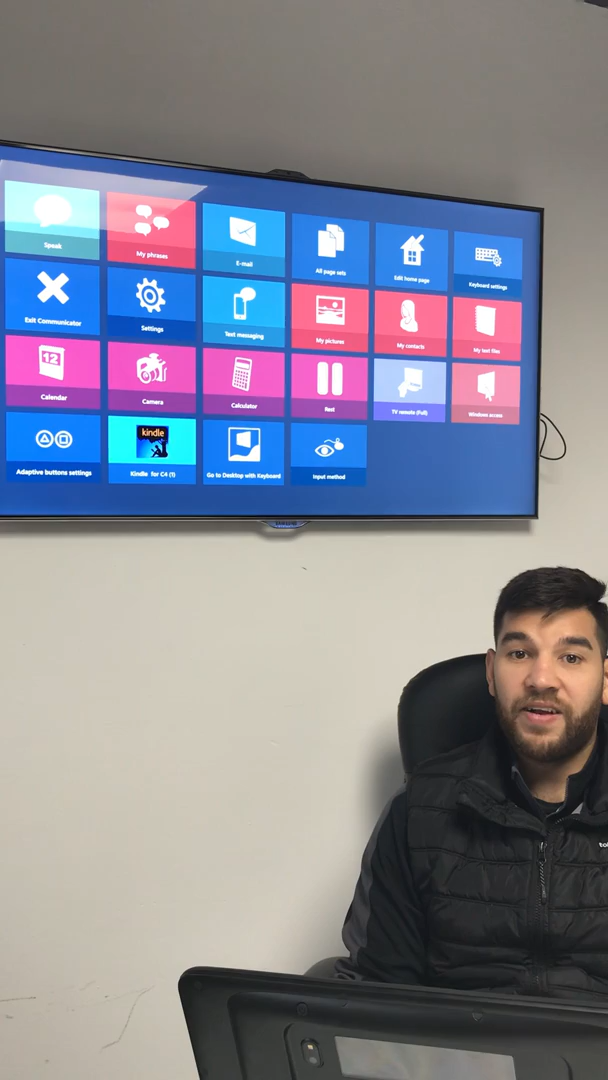 Speak
My phrases
E-mail
All page sets
Edit home page
Keyboard settings
Exit Communicator
Settings
Text messaging
My pictures
My contacts
My text files
12
Calendar
Camera
Calculator
Rest
TV remote (Full)
Windows access
Adaptive buttons settings
kindle
Kindle for C4 (1)
Go to Desktop with Keyboard
Input method